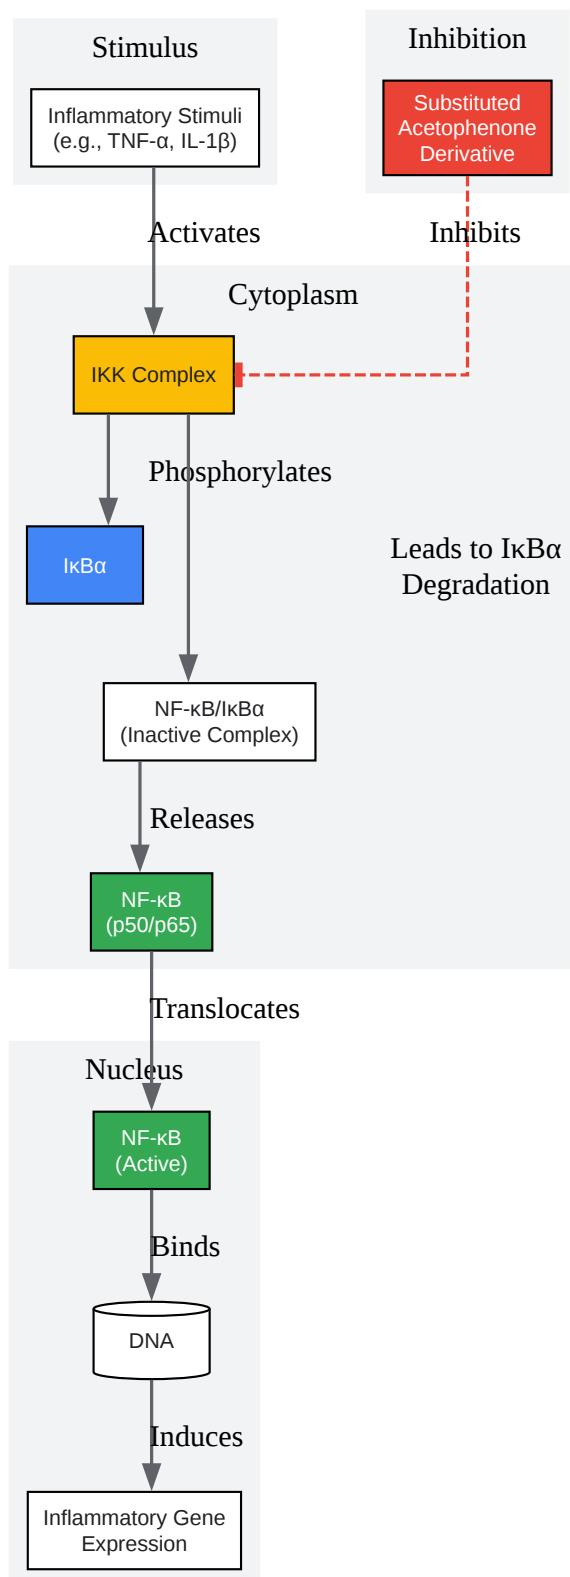 Stimulus
Inhibition
Inflammatory Stimuli
(e.g., TNF-α, IL-1β)
Substituted
Acetophenone
Derivative
Activates
Inhibits
Cytoplasm
IKK Complex
Phosphorylates
IκBα
Leads to IκBα
Degradation
NF-κB/IκBα
(Inactive Complex)
Releases
NF-κB
(p50/p65)
Translocates
Nucleus
NF-κB
(Active)
Binds
DNA
Induces
Inflammatory Gene
Expression